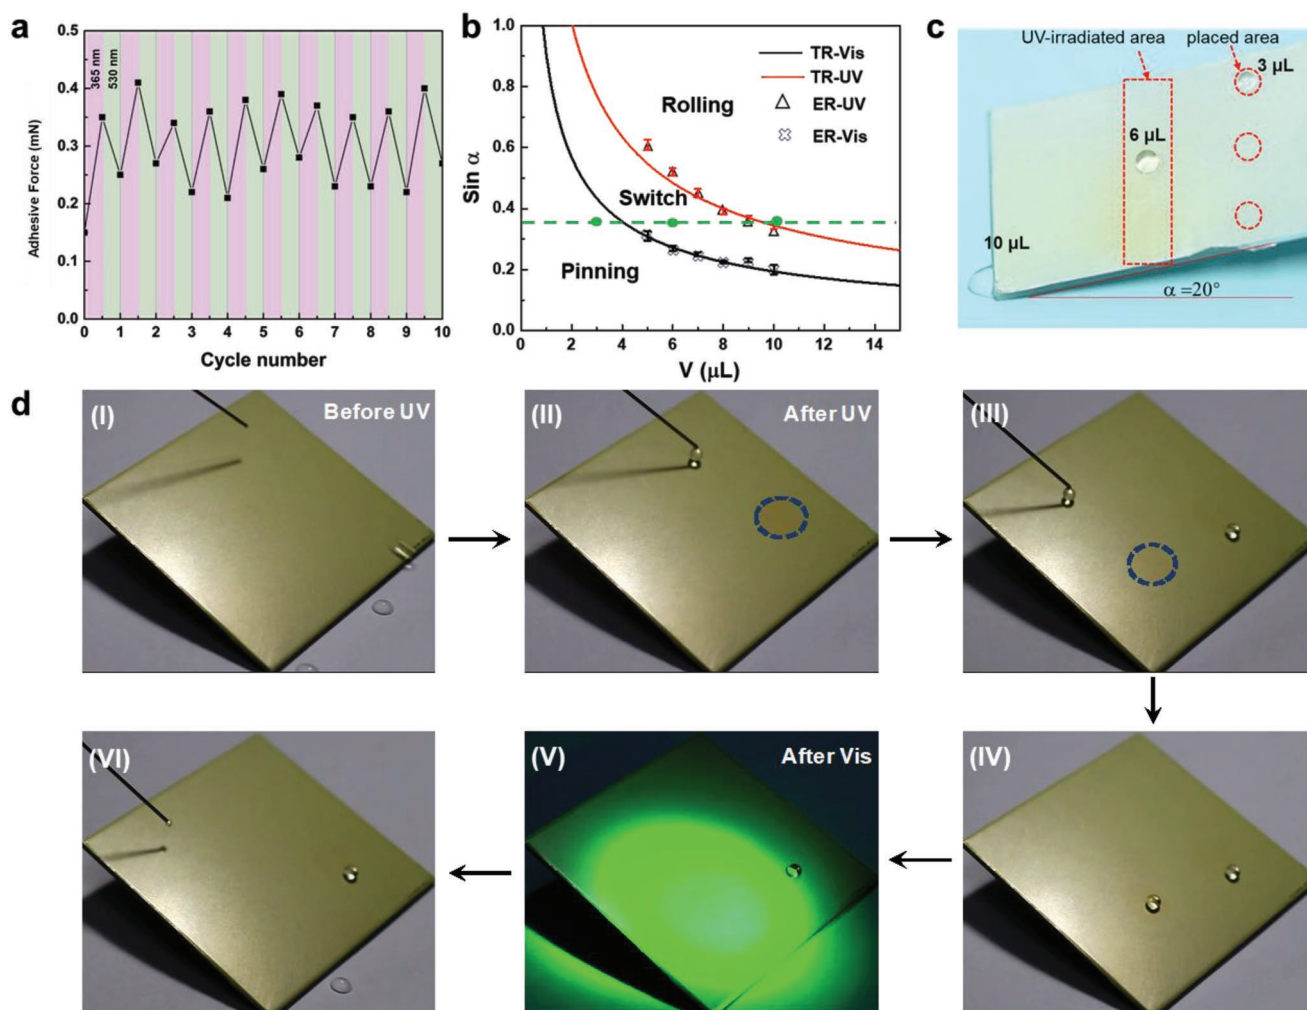 a
0.5
0.4
0.3
0.2
0.1
0.0
Adhesive Force (mN)
365 nm
530 nm
0 1 2 3 4 5 6 7 8 9 10
Cycle number
b
1.0
0.8
0.6
0.4
0.2
0.0
Sin α
TR-Vis
TR-UV
ER-UV
ER-Vis
Rolling
Switch
Pinning
0 2 4 6 8 10 12 14
V (μL)
c
UV-irradiated area
placed area
3 μL
6 μL
10 μL
α =20°
d
(I)
Before UV
(II)
After UV
(III)
(VI)
(V)
After Vis
(IV)